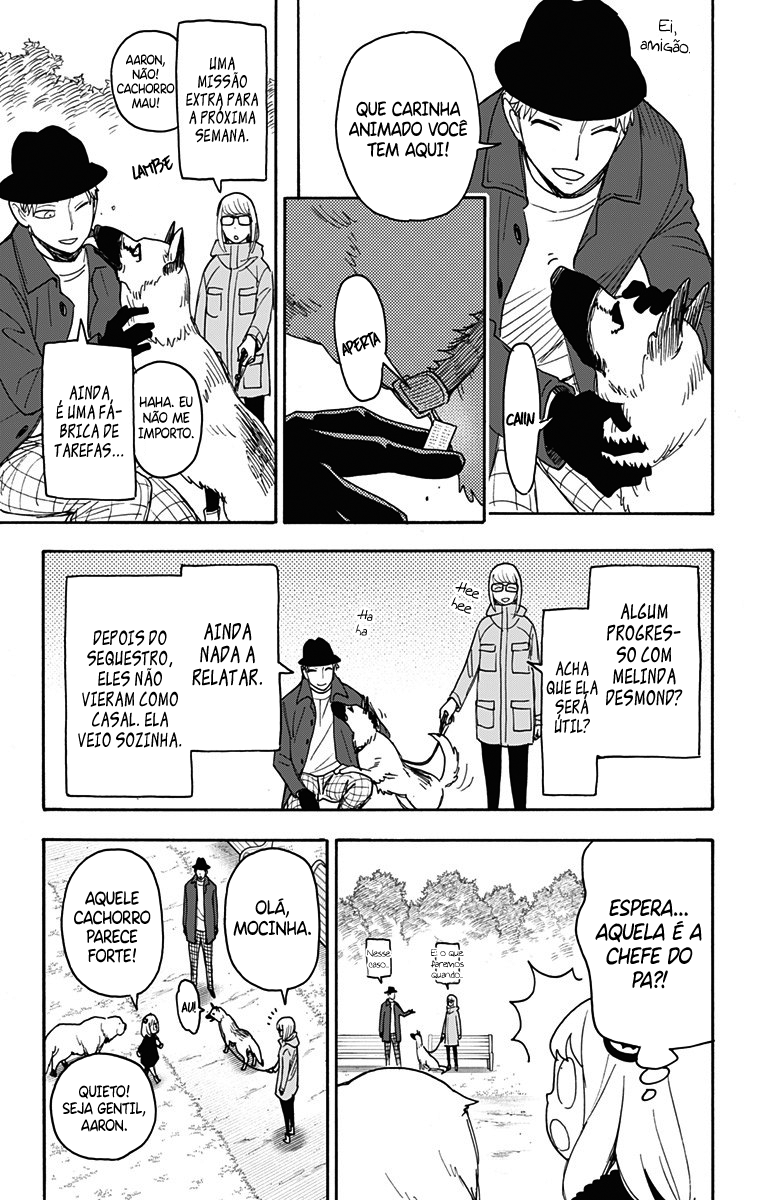 Ei,
amigão.
QUE CARINHA
ANIMADO VOCÊ
TEM AQUI!
CAIIN
APERTA
UMA
MISSÃO
EXTRA PARA
A PRÓXIMA
SEMANA.
AARON,
NÃO!
CACHORRO
MAU!
LAMBE
HAHA. EU
NÃO ME
IMPORTO.
AINDA,
É UMA FÁ-
BRICA DE
TAREFAS...
ALGUM
PROGRES-
SO COM
MELINDA
DESMOND?
ACHA
QUE ELA
SERÁ
ÚTIL?
Hee
hee
Ha
ha
AINDA
NADA A
RELATAR.
DEPOIS DO
SEQUESTRO,
ELES NÃO
VIERAM COMO
CASAL. ELA
VEIO SOZINHA.
ESPERA...
AQUELA É A
CHEFE DO
PA?!
E o que
faremos
quando...
Nesse
caso...
OLÁ,
MOCINHA.
AQUELE
CACHORRO
PARECE
FORTE!
AU!
QUIETO!
SEJA GENTIL,
AARON.